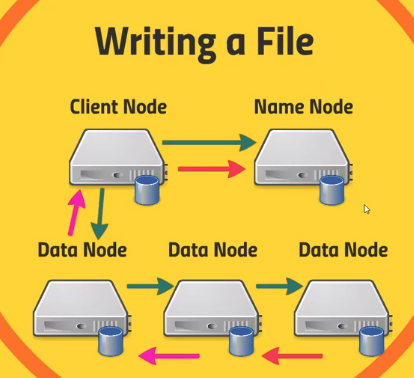 Writing a File
Client Node Name Node
Data Node Data Node Data Node